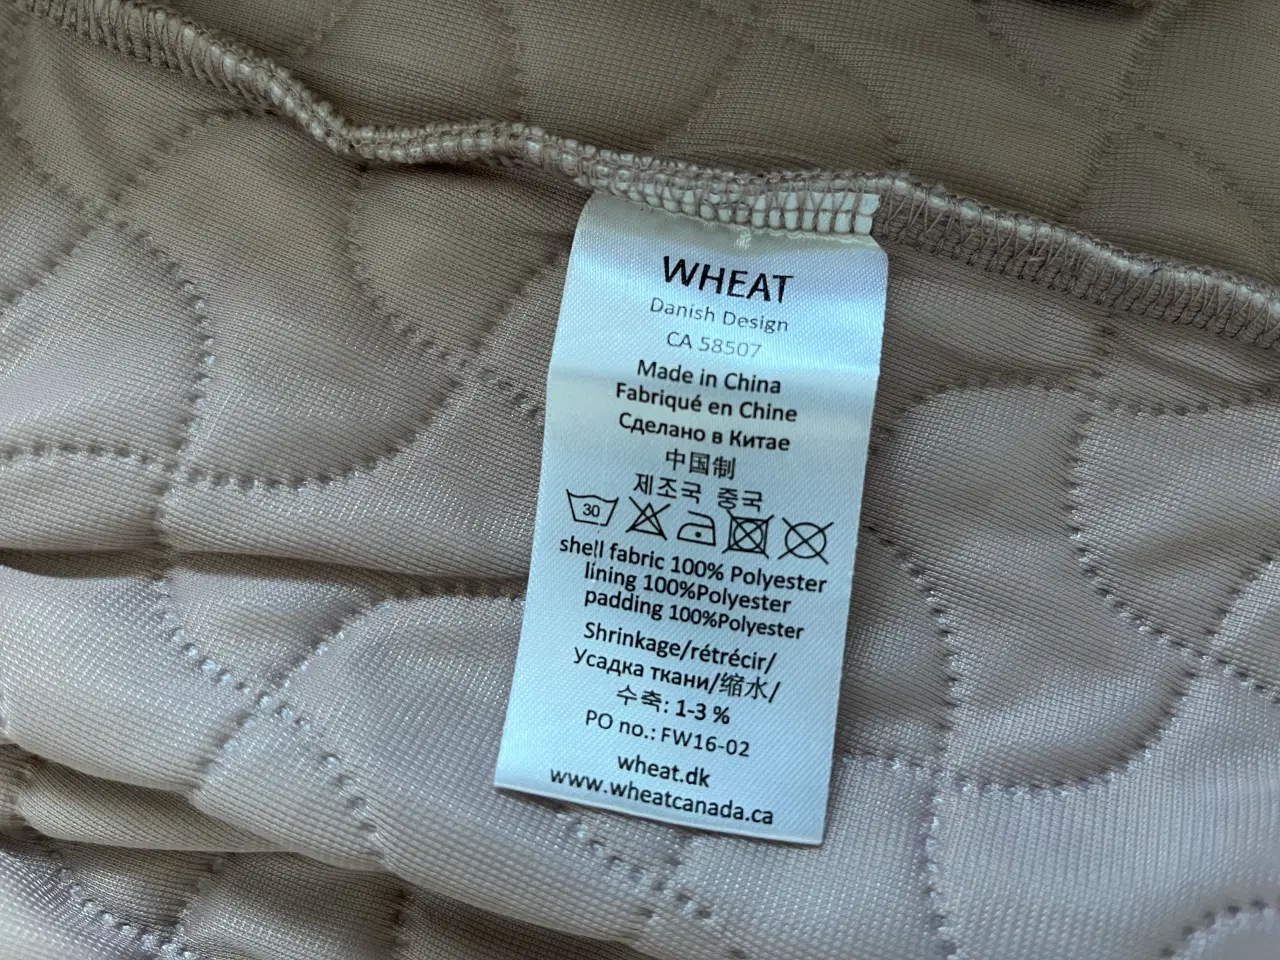 WHEAT
Danish Design
CA 58507
Made in China
Fabriqué en Chine
Сделано в Китае
中国制
제조국 중국
30
shell fabric 100% Polyester
lining 100%Polyester
padding 100%Polyester
Shrinkage/rétrécir/
Усадка ткани/缩水/
수축: 1-3 %
PO no.: FW16-02
wheat.dk
www.wheatcanada.ca